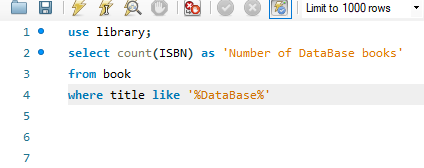 Limit to 1000 rows
1 use library;
2 select count(ISBN) as 'Number of DataBase books'
3 from book
4 where title like '%DataBase%'
5
6
7